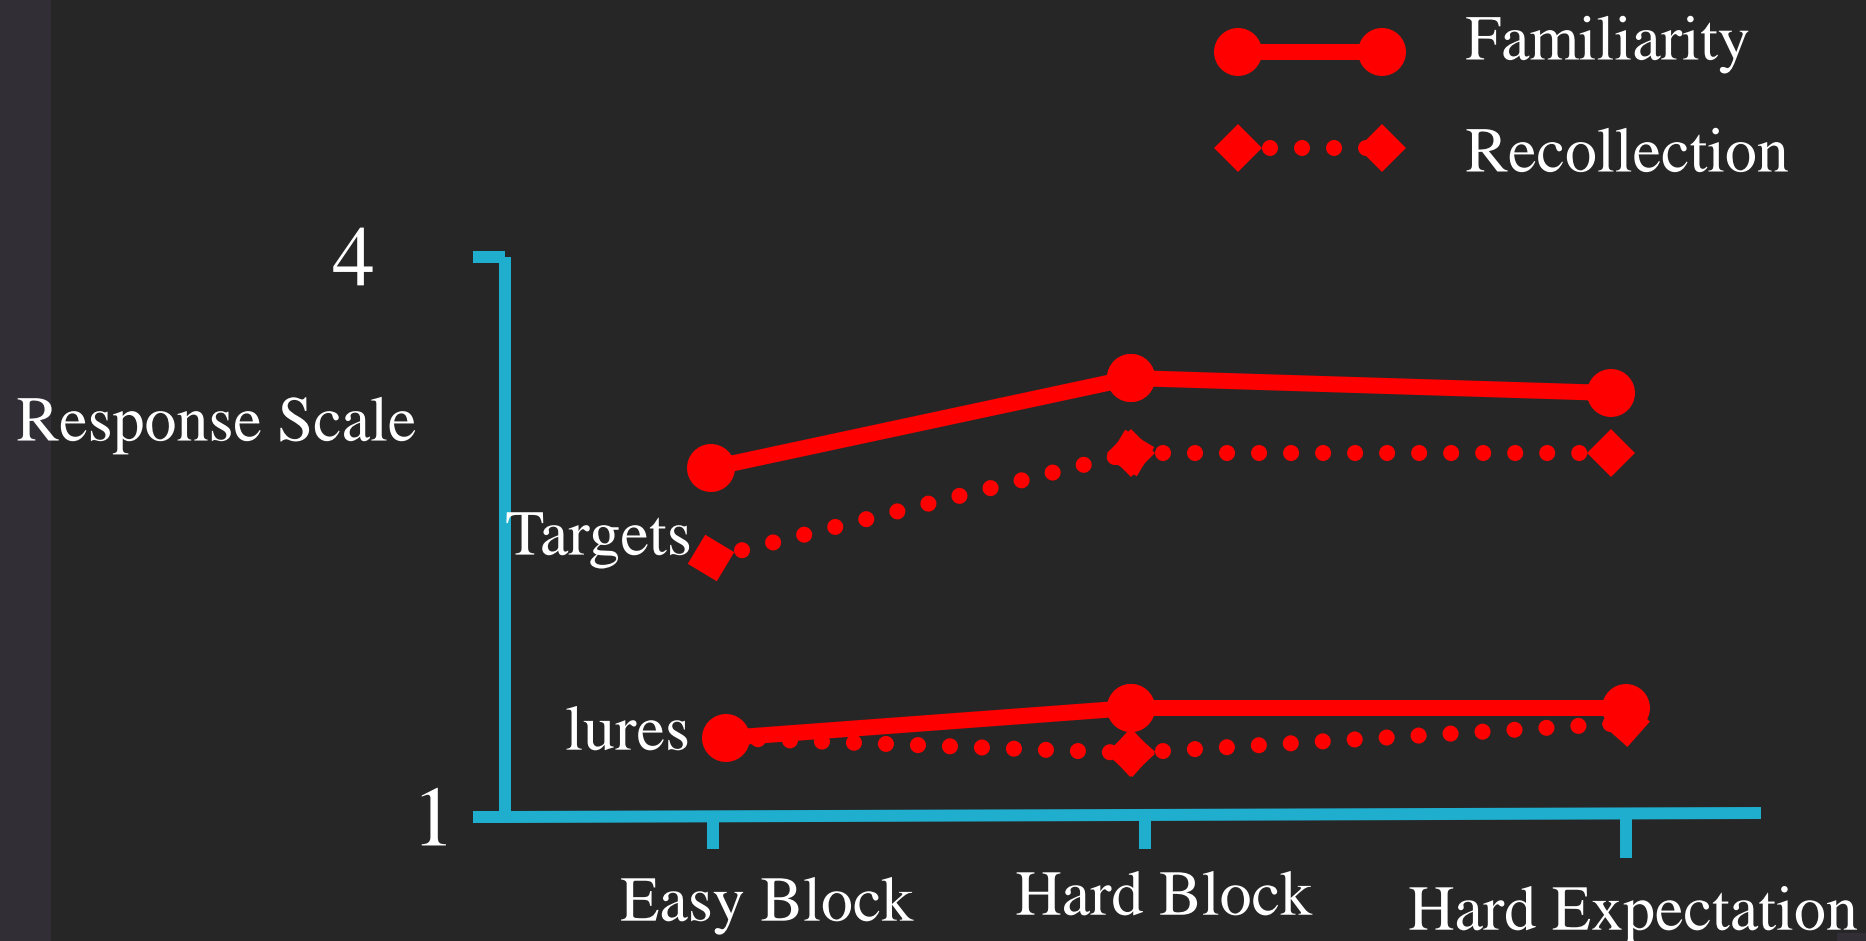 Familiarity
Recollection
4
Response Scale
Targets
lures
1
Easy Block
Hard Block
Hard Expectation